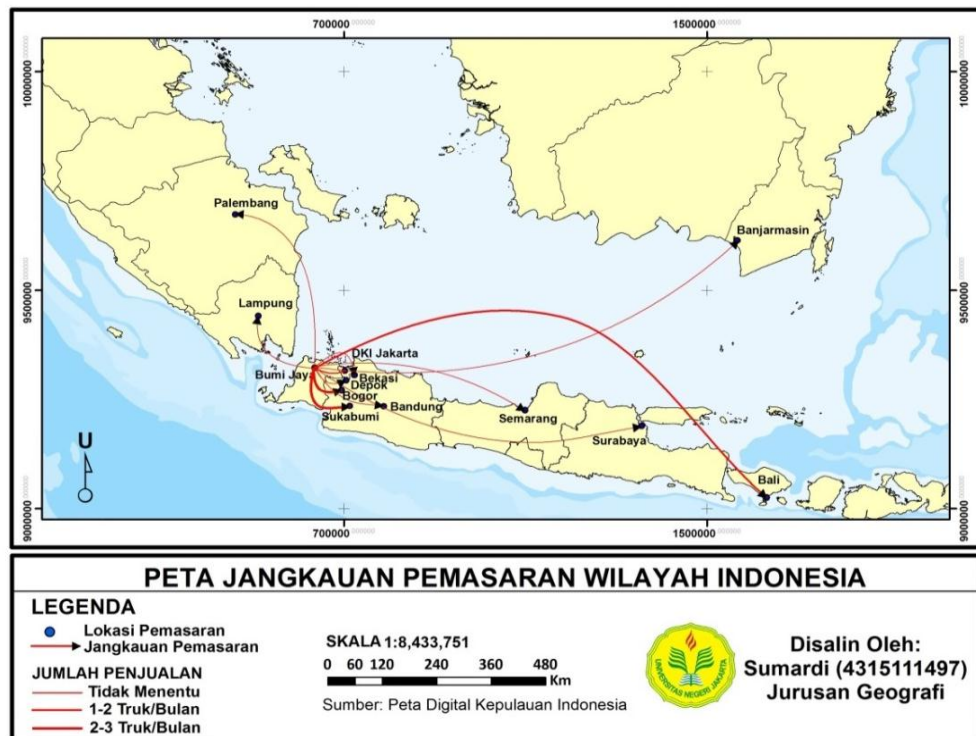 700000
1500000
10000000
10000000
Palembang
Banjarmasin
Lampung
9500000
9500000
DKI Jakarta
Bumi Jaya
Bekasi
Depok
Bogor
Sukabumi
Bandung
Semarang
Surabaya
Bali
U
9000000
9000000
700000
1500000
PETA JANGKAUAN PEMASARAN WILAYAH INDONESIA
LEGENDA
Lokasi Pemasaran
Jangkauan Pemasaran
JUMLAH PENJUALAN
Tidak Menentu
1-2 Truk/Bulan
2-3 Truk/Bulan
SKALA 1:8,433,751
0 60 120 240 360 480
Km
Sumber: Peta Digital Kepulauan Indonesia
UNIVERSITAS NEGERI JAKARTA
Disalin Oleh:
Sumardi (4315111497)
Jurusan Geografi